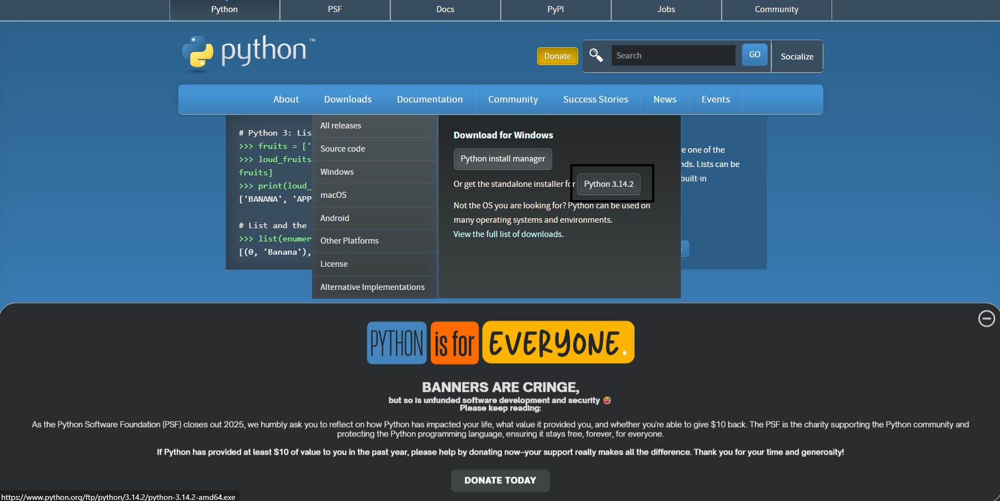 Python PSF Docs PyPI Jobs Community
python™
Donate Search GO Socialize
About Downloads Documentation Community Success Stories News Events
# Python 3: Lis
>>> fruits = ['
>>> loud_fruits
fruits]
>>> print(loud_
['BANANA', 'APP
# List and the
>>> list(enumer
[(0, 'Banana'),
All releases
Source code
Windows
macOS
Android
Other Platforms
License
Alternative Implementations
Download for Windows
Python install manager
Or get the standalone installer for Python 3.14.2
Not the OS you are looking for? Python can be used on
many operating systems and environments.
View the full list of downloads.
e one of the
nds. Lists can be
built-in
PYTHON is for EVERYONE.
BANNERS ARE CRINGE,
but so is unfunded software development and security 😅
Please keep reading:
As the Python Software Foundation (PSF) closes out 2025, we humbly ask you to reflect on how Python has impacted your life, what value it provided you, and whether you're able to give $10 back. The PSF is the charity supporting the Python community and
protecting the Python programming language, ensuring it stays free, forever, for everyone.
If Python has provided at least $10 of value to you in the past year, please help by donating now–your support really makes all the difference. Thank you for your time and generosity!
DONATE TODAY
https://www.python.org/ftp/python/3.14.2/python-3.14.2-amd64.exe